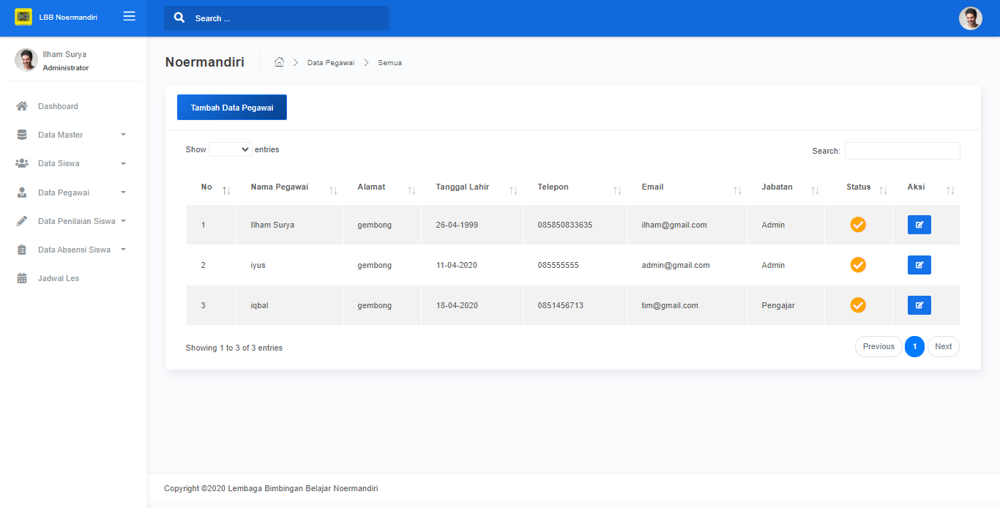 LBB Noermandiri
Search ...
Ilham Surya
Administrator
Dashboard
Data Master
Data Siswa
Data Pegawai
Data Penilaian Siswa
Data Absensi Siswa
Jadwal Les
Noermandiri
Data Pegawai
Semua
Tambah Data Pegawai
Show entries
Search:
No Nama Pegawai Alamat Tanggal Lahir Telepon Email Jabatan Status Aksi
1 Ilham Surya gembong 26-04-1999 085850833635 ilham@gmail.com Admin
2 iyus gembong 11-04-2020 085555555 admin@gmail.com Admin
3 iqbal gembong 18-04-2020 0851456713 tim@gmail.com Pengajar
Showing 1 to 3 of 3 entries
Previous 1 Next
Copyright ©2020 Lembaga Bimbingan Belajar Noermandiri